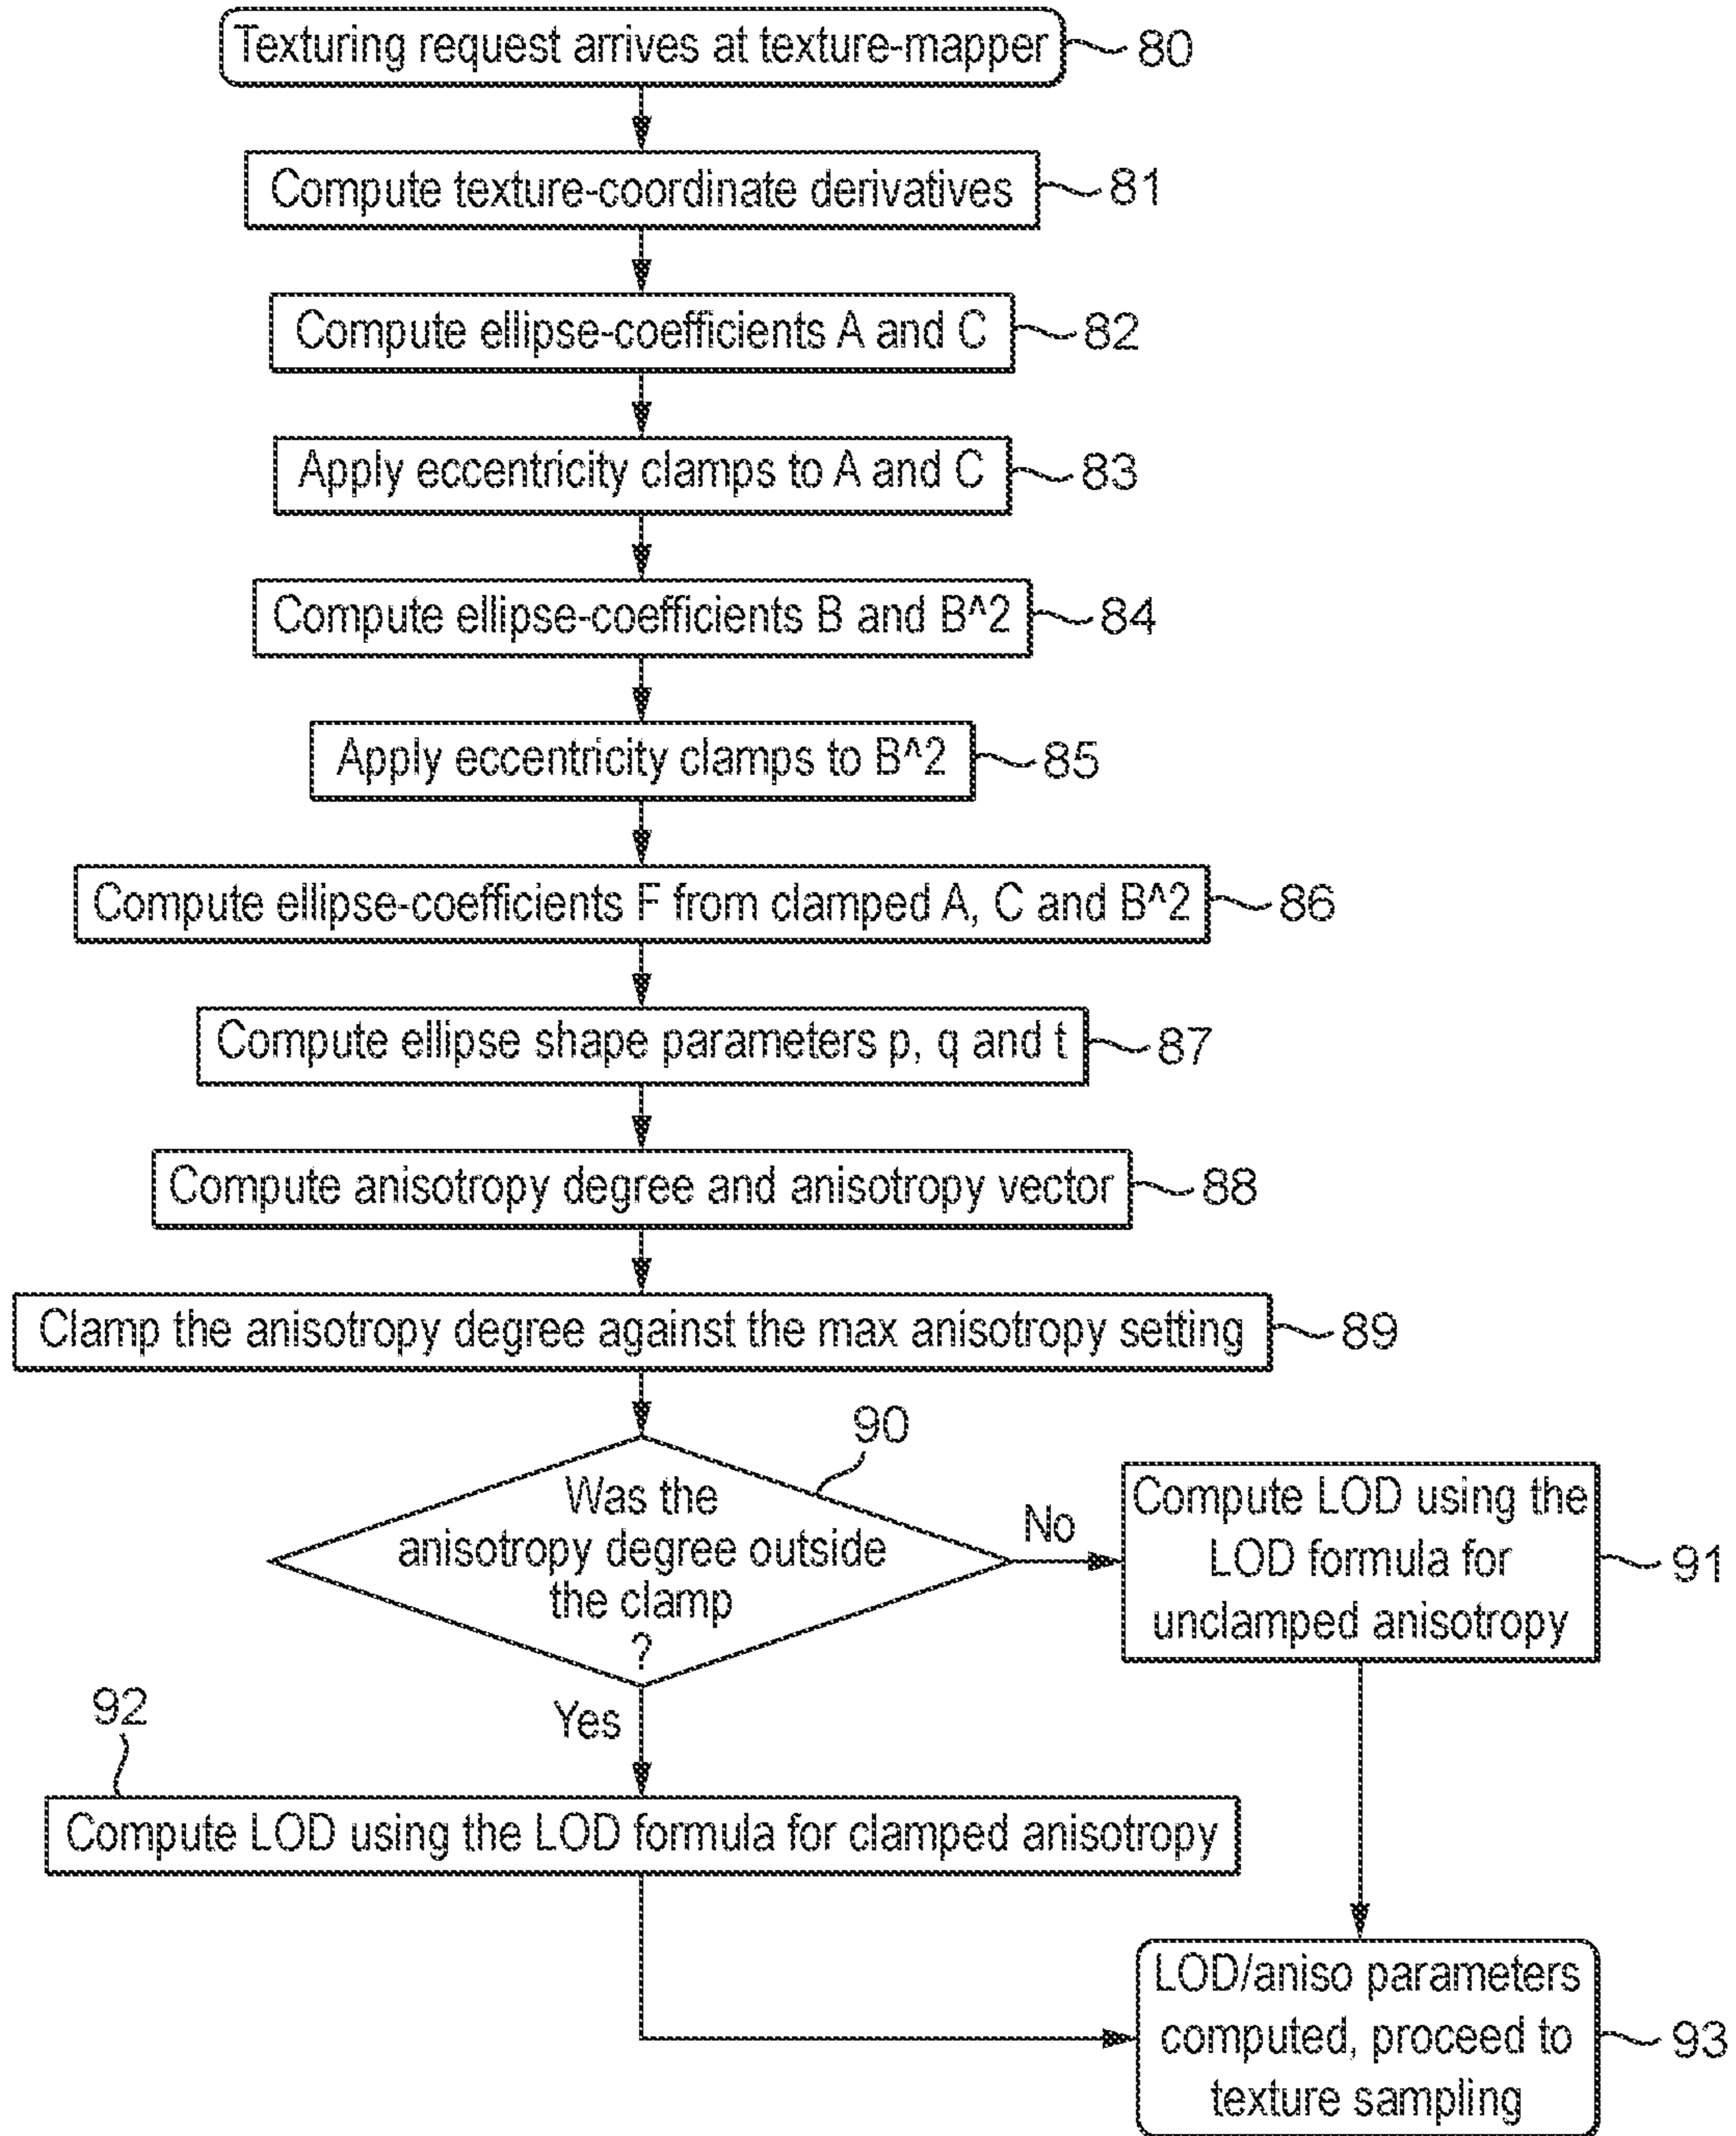 Texturing request arrives at texture-mapper
80
Compute texture-coordinate derivatives
81
Compute ellipse-coefficients A and C
82
Apply eccentricity clamps to A and C
83
Compute ellipse-coefficients B and B^2
84
Apply eccentricity clamps to B^2
85
Compute ellipse-coefficients F from clamped A, C and B^2
86
Compute ellipse shape parameters p, q and t
87
Compute anisotropy degree and anisotropy vector
88
Clamp the anisotropy degree against the max anisotropy setting
89
90
Was the
anisotropy degree outside
the clamp
?
No
Compute LOD using the
LOD formula for
unclamped anisotropy
91
Yes
92
Compute LOD using the LOD formula for clamped anisotropy
LOD/aniso parameters
computed, proceed to
texture sampling
93